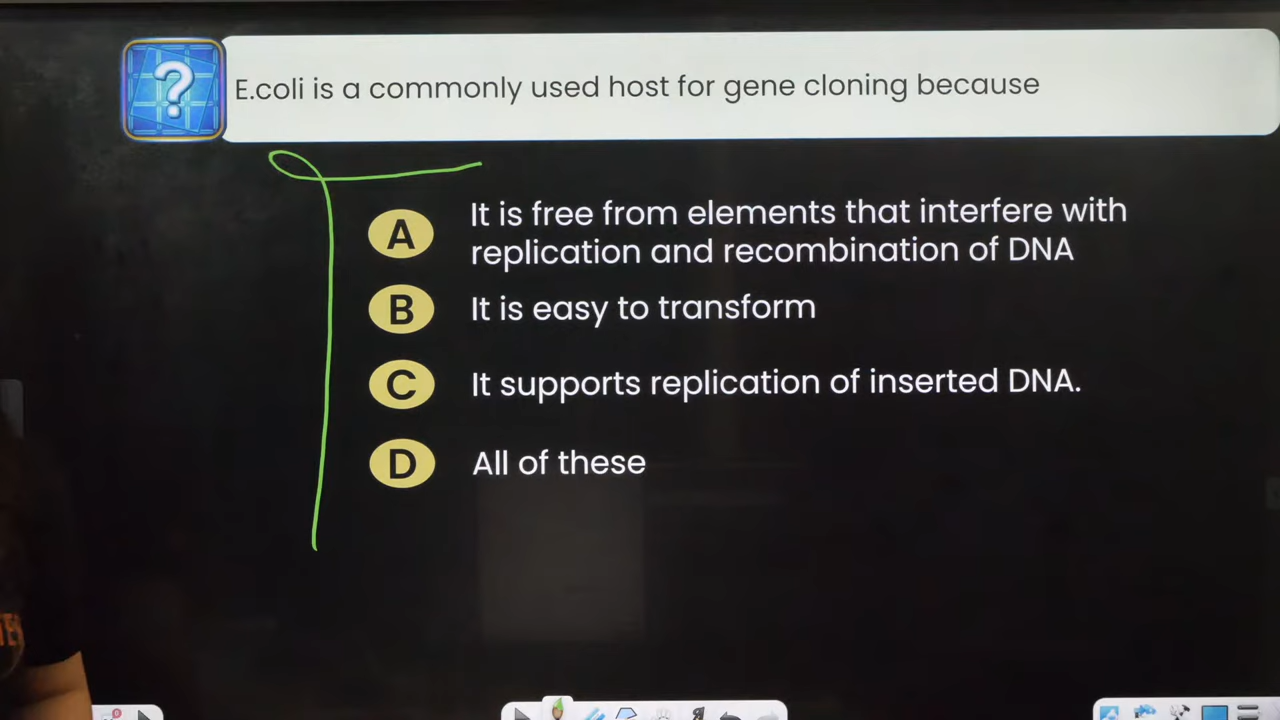 ?
E.coli is a commonly used host for gene cloning because
A
It is free from elements that interfere with
replication and recombination of DNA
B
It is easy to transform
C
It supports replication of inserted DNA.
D
All of these